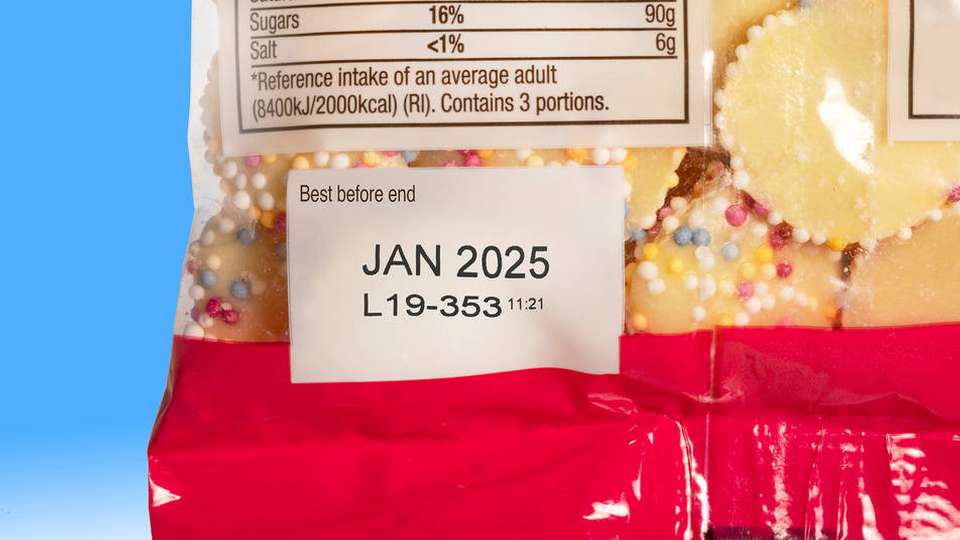 Sugars 16% 90g
Salt <1% 6g
*Reference intake of an average adult
(8400kJ/2000kcal) (RI). Contains 3 portions.
Best before end
JAN 2025
L19-353 11:21